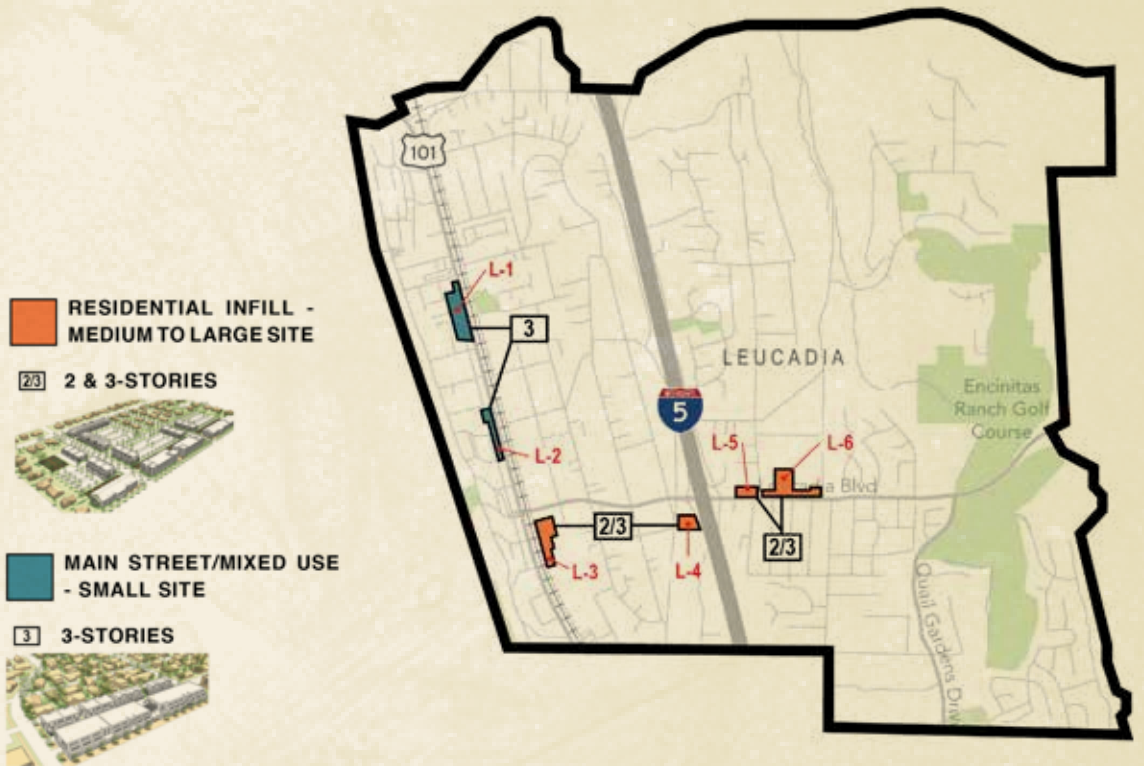 RESIDENTIAL INFILL -
MEDIUM TO LARGE SITE
2/3 2 & 3-STORIES
MAIN STREET/MIXED USE
- SMALL SITE
3 3-STORIES
101
L-1
3
LEUCADIA
5
Encinitas
Ranch Golf
Course
L-2
L-5
L-6
Blvd
2/3
2/3
L-3
L-4
Quail Gardens